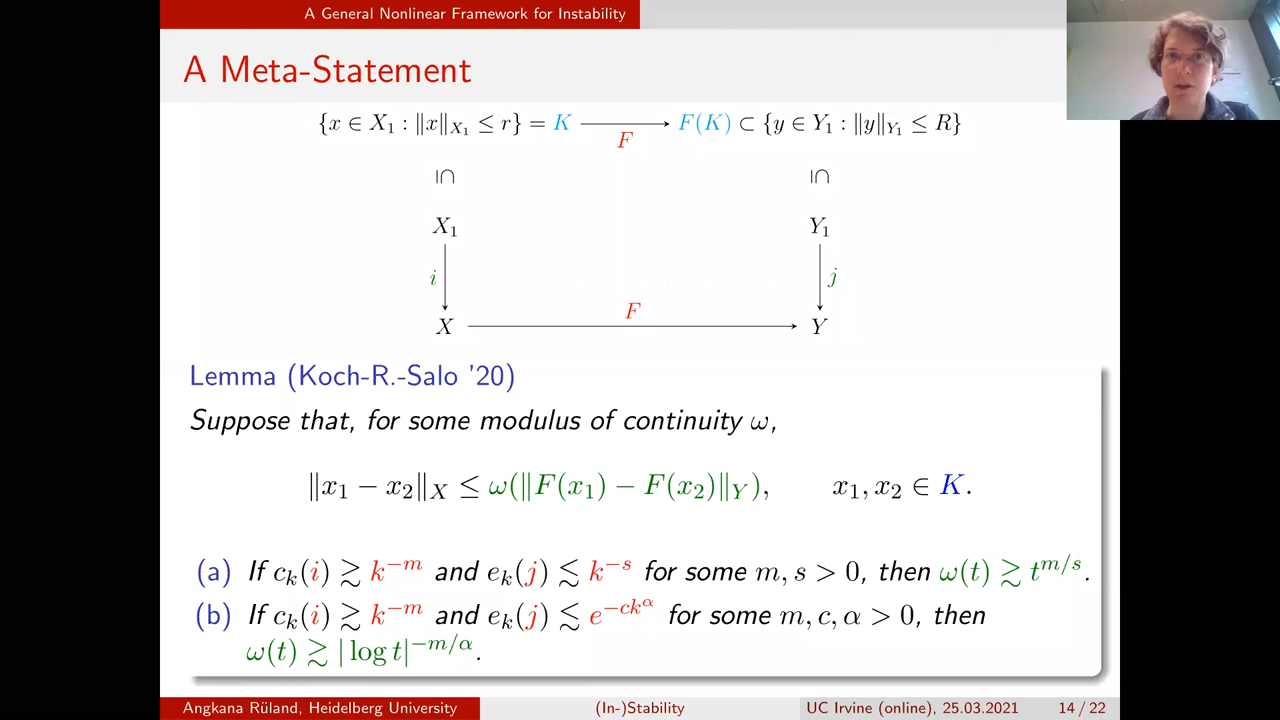 A General Nonlinear Framework for Instability
A Meta-Statement
{x ∈ X₁ : ‖x‖_{X₁} ≤ r} = K ⟶ F(K) ⊂ {y ∈ Y₁ : ‖y‖_{Y₁} ≤ R}
F
⊆ ⊆
X₁ Y₁
i j
F
X Y
Lemma (Koch-R.-Salo '20)
Suppose that, for some modulus of continuity ω,
‖x₁ − x₂‖_X ≤ ω(‖F(x₁) − F(x₂)‖_Y), x₁, x₂ ∈ K.
(a) If c_k(i) ≳ k^{−m} and e_k(j) ≲ k^{−s} for some m, s > 0, then ω(t) ≳ t^{m/s}.
(b) If c_k(i) ≳ k^{−m} and e_k(j) ≲ e^{−ck^α} for some m, c, α > 0, then
ω(t) ≳ | log t|^{−m/α}.
Angkana Rüland, Heidelberg University (In-)Stability UC Irvine (online), 25.03.2021 14 / 22